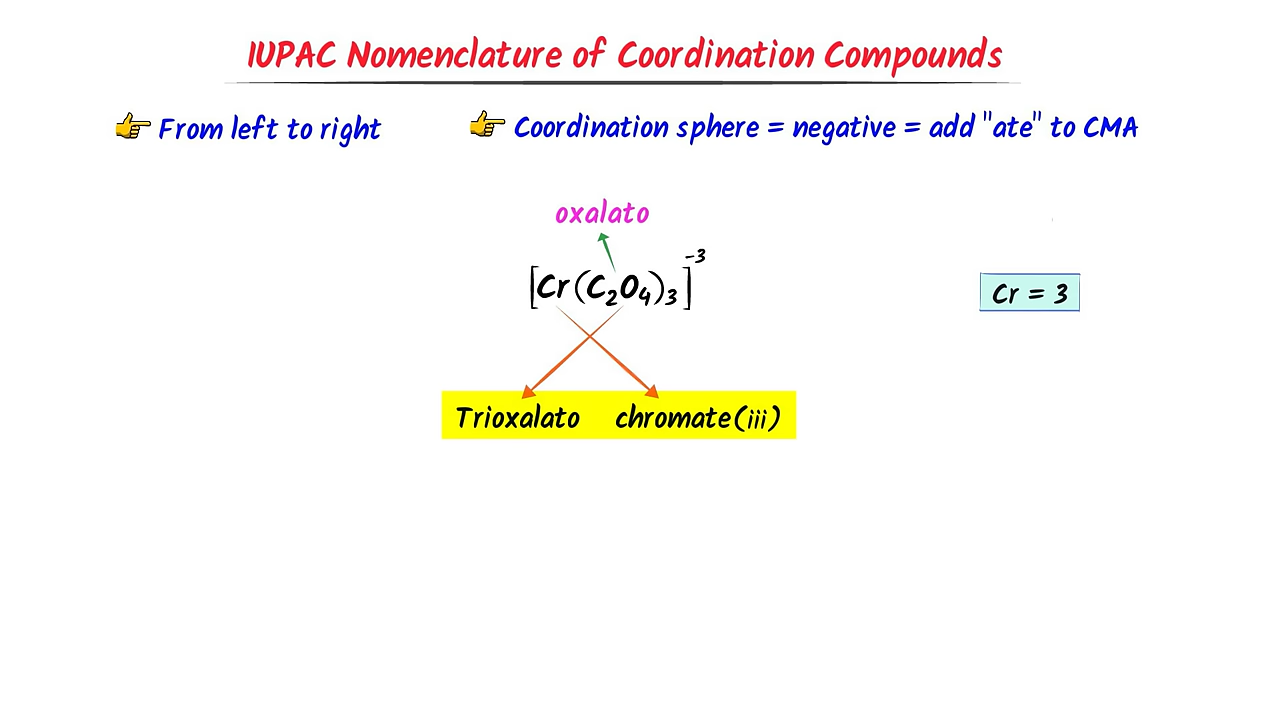 IUPAC Nomenclature of Coordination Compounds
👉 From left to right
👉 Coordination sphere = negative = add "ate" to CMA
oxalato
[Cr(C₂O₄)₃]⁻³
Cr = 3
Trioxalato chromate(iii)